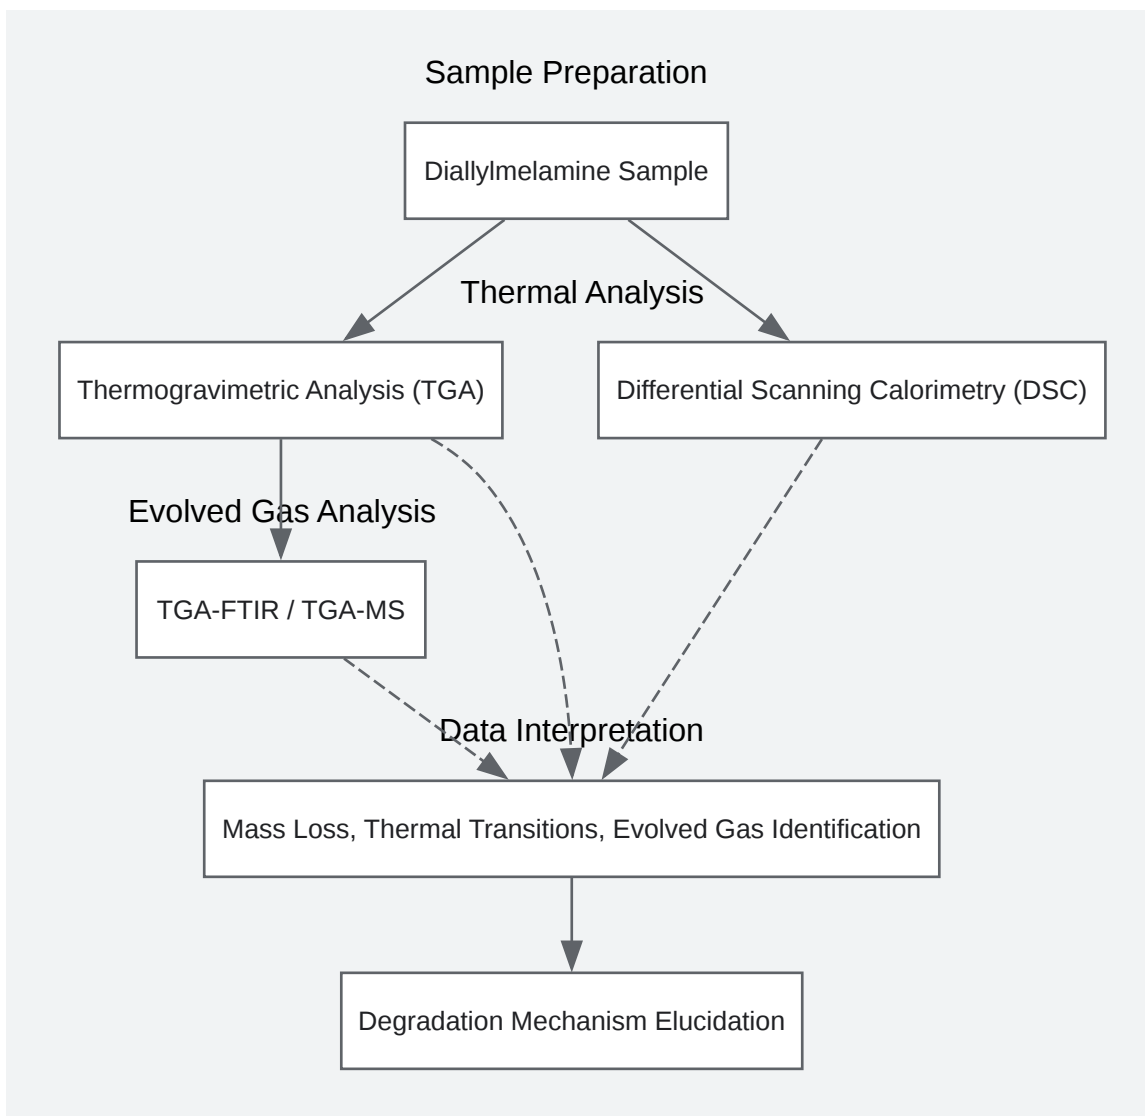 Sample Preparation
Diallylmelamine Sample
Thermal Analysis
Thermogravimetric Analysis (TGA)
Differential Scanning Calorimetry (DSC)
Evolved Gas Analysis
TGA-FTIR / TGA-MS
Data Interpretation
Mass Loss, Thermal Transitions, Evolved Gas Identification
Degradation Mechanism Elucidation